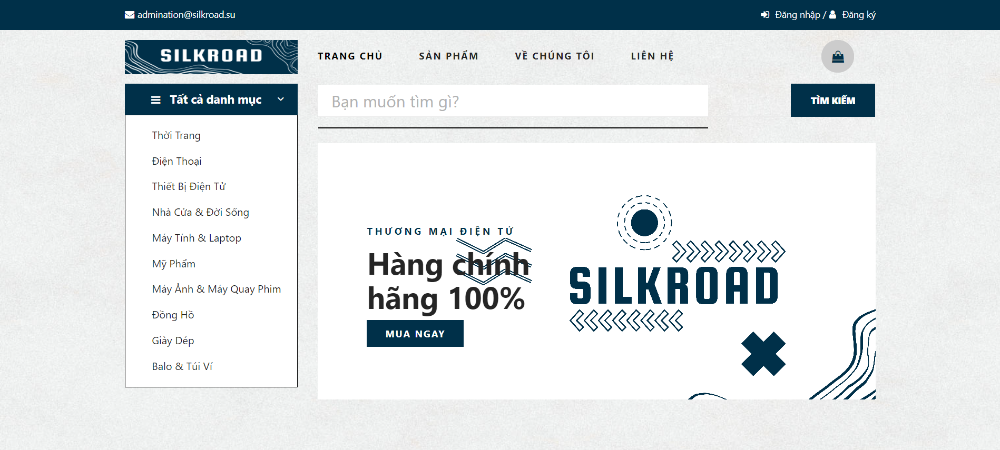 admination@silkroad.su
Đăng nhập / Đăng ký
SILKROAD
TRANG CHỦ
SẢN PHẨM
VỀ CHÚNG TÔI
LIÊN HỆ
Tất cả danh mục
Bạn muốn tìm gì?
TÌM KIẾM
Thời Trang
Điện Thoại
Thiết Bị Điện Tử
Nhà Cửa & Đời Sống
Máy Tính & Laptop
Mỹ Phẩm
Máy Ảnh & Máy Quay Phim
Đồng Hồ
Giày Dép
Balo & Túi Ví
THƯƠNG MẠI ĐIỆN TỬ
Hàng chính
hãng 100%
MUA NGAY
SILKROAD